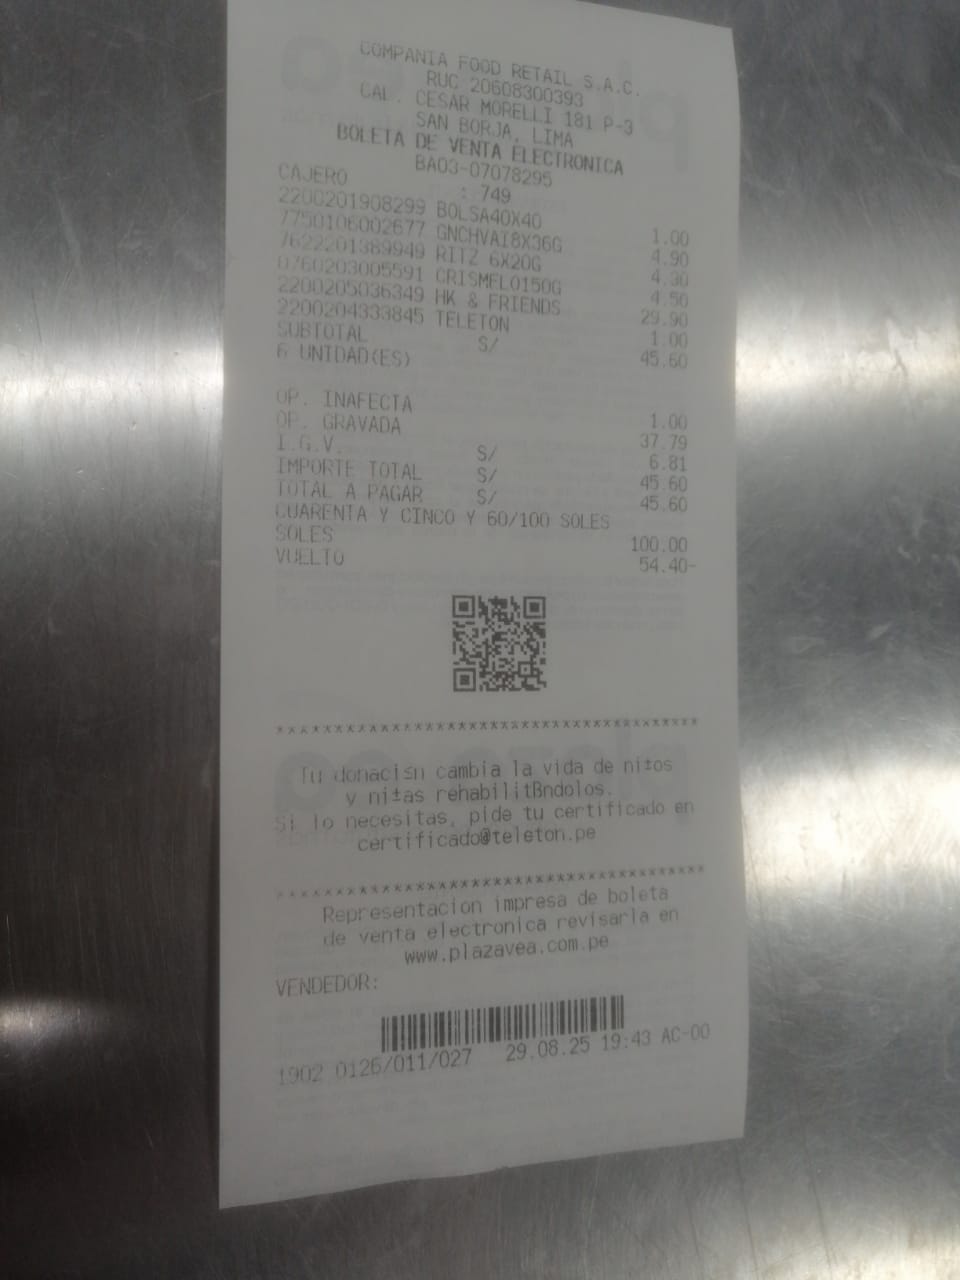 COMPANIA FOOD RETAIL S.A.C.
RUC 20608300393
CAL. CESAR MORELLI 181 P-3
SAN BORJA, LIMA
BOLETA DE VENTA ELECTRONICA
BA03-07078295
CAJERO : 749
2200201908299 BOLSA40X40 1.00
7750106002677 GNCHVAI8X36G 4.90
7622201389949 RITZ 6X20G 4.30
0760203005591 CRISMFLO150G 4.50
2200205036349 HK & FRIENDS 29.90
2200204333845 TELETON 1.00
SUBTOTAL S/ 45.60
6 UNIDAD(ES)
OP. INAFECTA 1.00
OP. GRAVADA 37.79
I.G.V. S/ 6.81
IMPORTE TOTAL S/ 45.60
TOTAL A PAGAR S/ 45.60
CUARENTA Y CINCO Y 60/100 SOLES
SOLES 100.00
VUELTO 54.40-
Tu donación cambia la vida de ni±os
y ni±as rehabilitBndolos.
Si lo necesitas, pide tu certificado en
certificado@teleton.pe
Representacion impresa de boleta
de venta electronica revisarla en
www.plazavea.com.pe
VENDEDOR:
1902 0126/011/027 29.08.25 19:43 AC-00